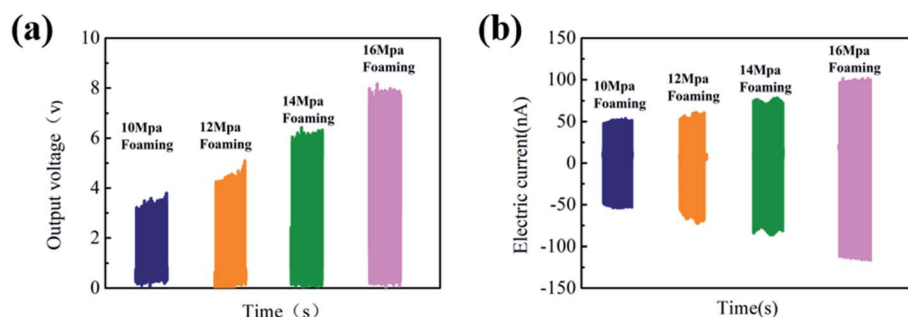 (a)
Output voltage（v）
10
8
6
4
2
0
10Mpa
Foaming
12Mpa
Foaming
14Mpa
Foaming
16Mpa
Foaming
Time（s）
(b)
Electric current(nA)
150
100
50
0
-50
-100
-150
10Mpa
Foaming
12Mpa
Foaming
14Mpa
Foaming
16Mpa
Foaming
Time(s)